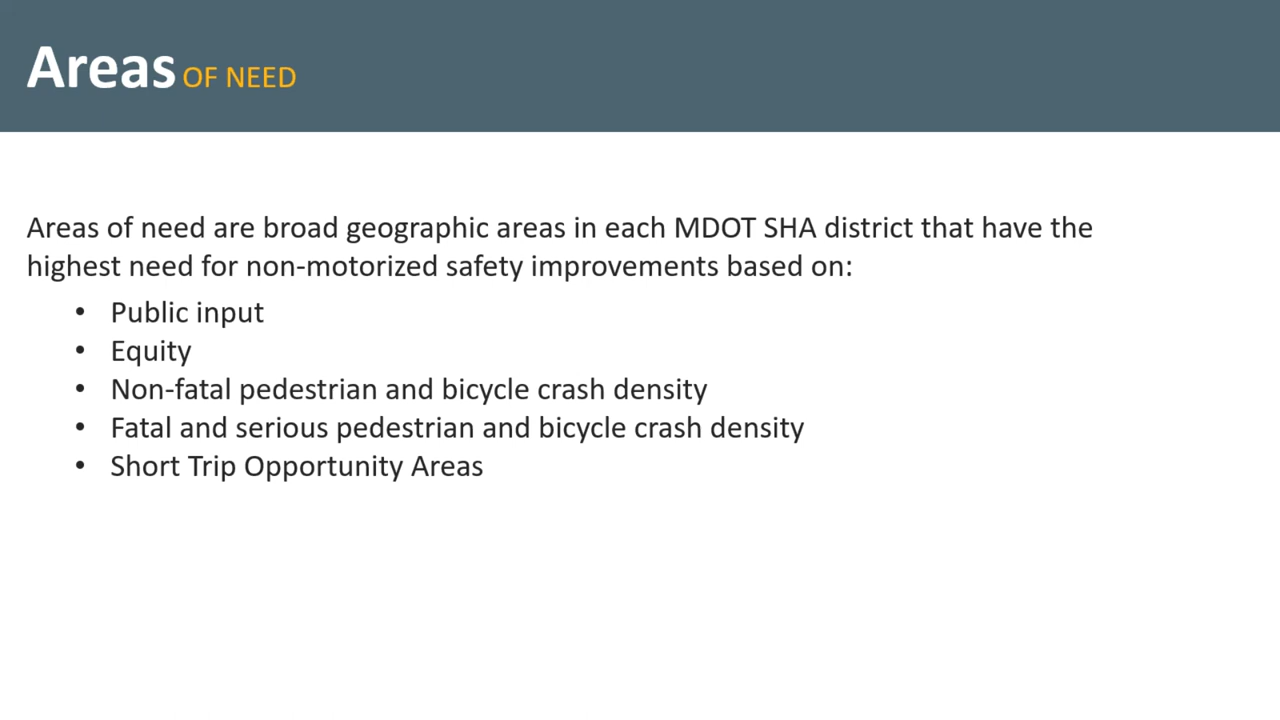 Areas OF NEED
Areas of need are broad geographic areas in each MDOT SHA district that have the
highest need for non-motorized safety improvements based on:
• Public input
• Equity
• Non-fatal pedestrian and bicycle crash density
• Fatal and serious pedestrian and bicycle crash density
• Short Trip Opportunity Areas